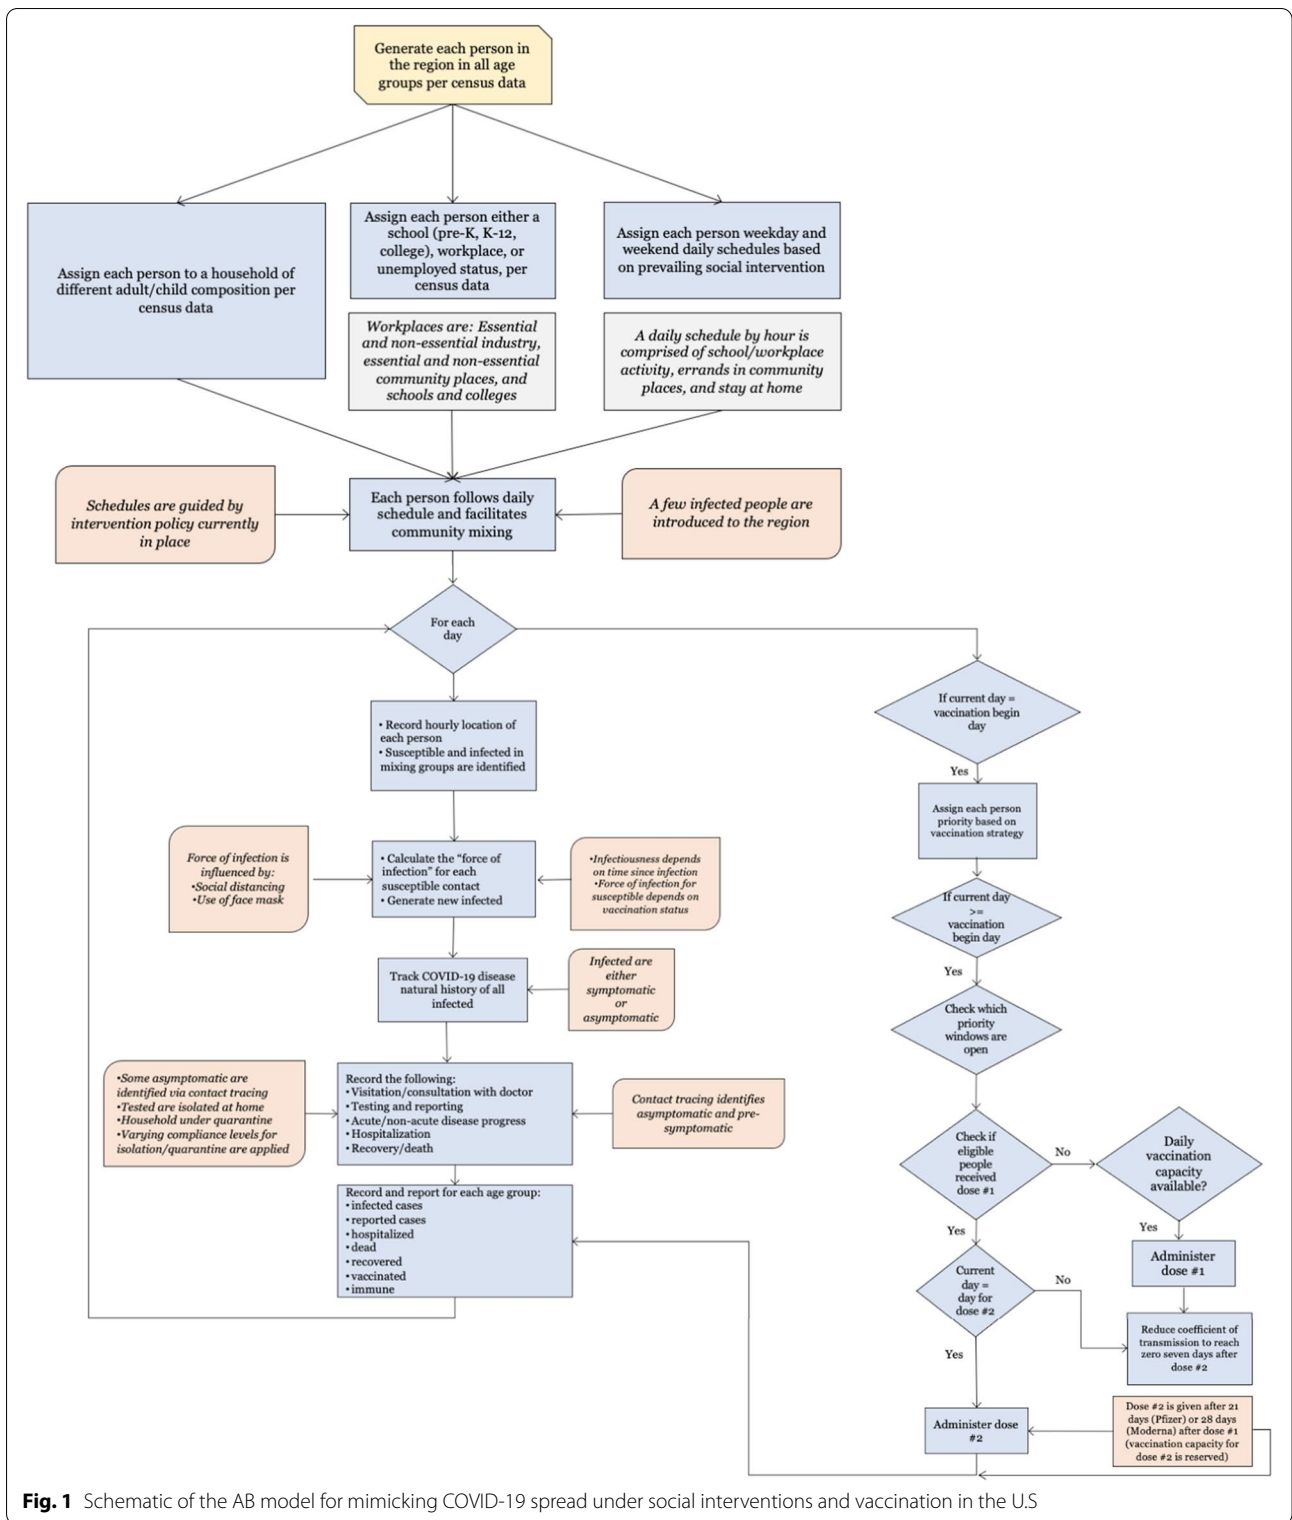 Generate each person in
the region in all age
groups per census data
Assign each person to a household of
different adult/child composition per
census data
Assign each person either a
school (pre-K, K-12,
college), workplace, or
unemployed status, per
census data
Assign each person weekday and
weekend daily schedules based
on prevailing social intervention
Workplaces are: Essential
and non-essential industry,
essential and non-essential
community places, and
schools and colleges
A daily schedule by hour is
comprised of school/workplace
activity, errands in community
places, and stay at home
Schedules are guided by
intervention policy currently
in place
Each person follows daily
schedule and facilitates
community mixing
A few infected people are
introduced to the region
For each
day
• Record hourly location of
each person
• Susceptible and infected in
mixing groups are identified
Force of infection is
influenced by:
•Social distancing
•Use of face mask
• Calculate the "force of
infection" for each
susceptible contact
• Generate new infected
•Infectiousness depends
on time since infection
•Force of infection for
susceptible depends on
vaccination status
Track COVID-19 disease
natural history of all
infected
Infected are
either
symptomatic
or
asymptomatic
•Some asymptomatic are
identified via contact tracing
•Tested are isolated at home
•Household under quarantine
•Varying compliance levels for
isolation/quarantine are applied
Record the following:
•Visitation/consultation with doctor
•Testing and reporting
•Acute/non-acute disease progress
•Hospitalization
•Recovery/death
Contact tracing identifies
asymptomatic and pre-
symptomatic
Record and report for each age group:
•infected cases
•reported cases
•hospitalized
•dead
•recovered
•vaccinated
•immune
If current day =
vaccination begin
day
Yes
Assign each person
priority based on
vaccination strategy
If current day
>=
vaccination
begin day
Yes
Check which
priority
windows are
open
Check if
eligible
people
received
dose #1
No
Daily
vaccination
capacity
available?
Yes
Yes
Administer
dose #1
Current
day =
day for
dose #2
No
Reduce coefficient of
transmission to reach
zero seven days after
dose #2
Yes
Administer dose
#2
Dose #2 is given after 21
days (Pfizer) or 28 days
(Moderna) after dose #1
(vaccination capacity for
dose #2 is reserved)
Fig. 1 Schematic of the AB model for mimicking COVID-19 spread under social interventions and vaccination in the U.S